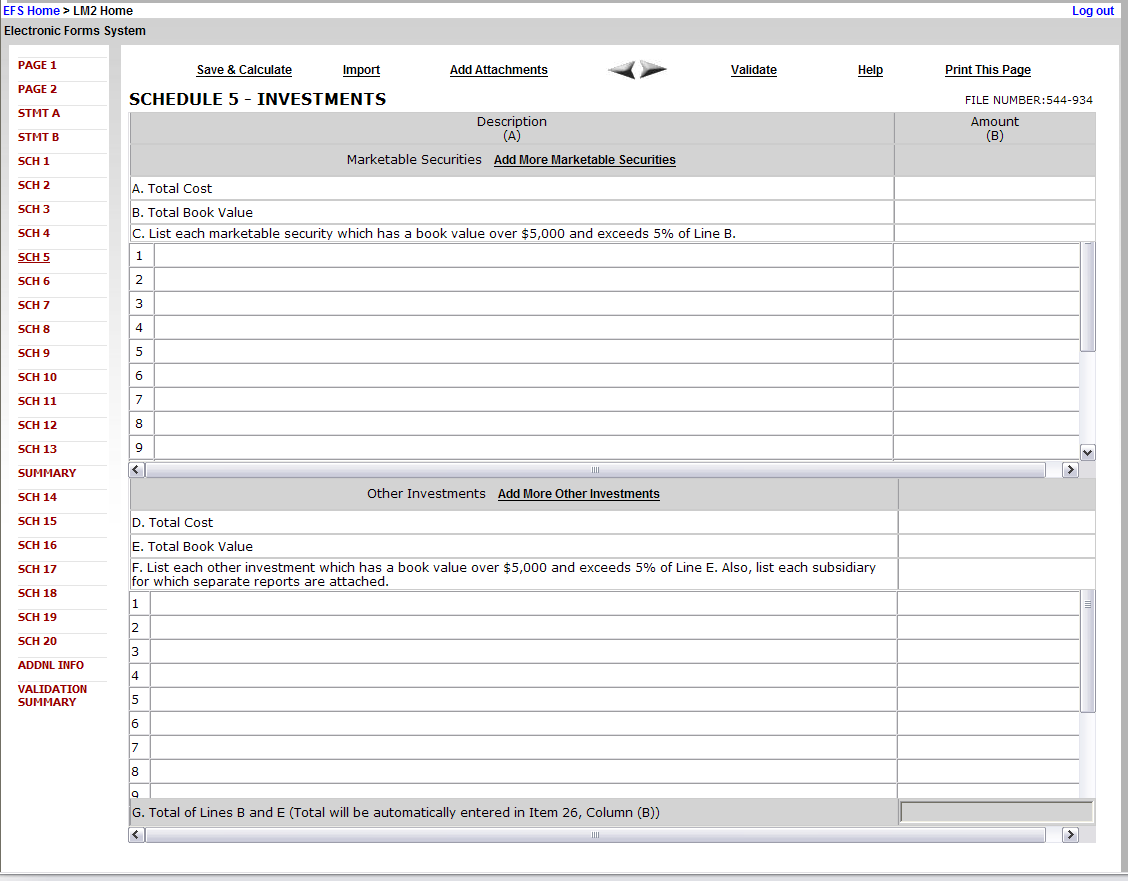 EFS Home > LM2 Home
Log out
Electronic Forms System
PAGE 1
PAGE 2
STMT A
STMT B
SCH 1
SCH 2
SCH 3
SCH 4
SCH 5
SCH 6
SCH 7
SCH 8
SCH 9
SCH 10
SCH 11
SCH 12
SCH 13
SUMMARY
SCH 14
SCH 15
SCH 16
SCH 17
SCH 18
SCH 19
SCH 20
ADDNL INFO
VALIDATION
SUMMARY
Save & Calculate
Import
Add Attachments
Validate
Help
Print This Page
SCHEDULE 5 - INVESTMENTS
FILE NUMBER:544-934
Description
(A)
Amount
(B)
Marketable Securities Add More Marketable Securities
A. Total Cost
B. Total Book Value
C. List each marketable security which has a book value over $5,000 and exceeds 5% of Line B.
1
2
3
4
5
6
7
8
9
Other Investments Add More Other Investments
D. Total Cost
E. Total Book Value
F. List each other investment which has a book value over $5,000 and exceeds 5% of Line E. Also, list each subsidiary
for which separate reports are attached.
1
2
3
4
5
6
7
8
9
G. Total of Lines B and E (Total will be automatically entered in Item 26, Column (B))